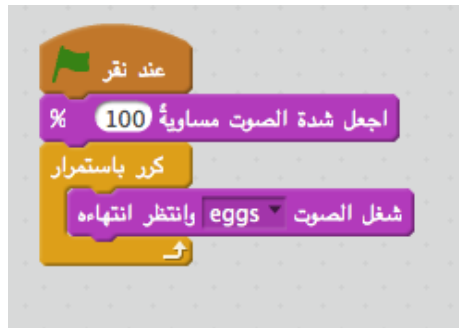 عند نقر
اجعل شدة الصوت مساويةً 100 %
كرر باستمرار
شغل الصوت eggs وانتظر انتهاءه